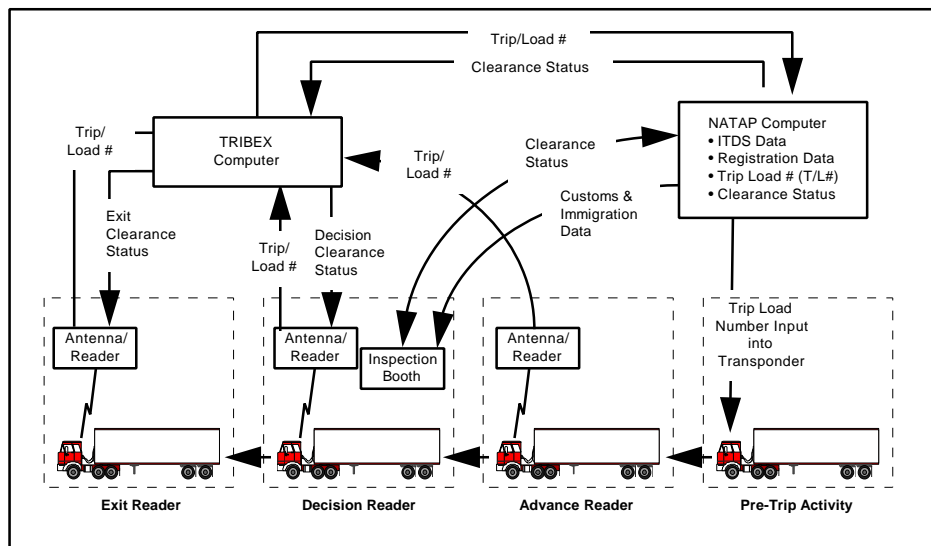 Trip/Load #
Clearance Status
Trip/
Load #
TRIBEX
Computer
Trip/
Load #
Clearance
Status
NATAP Computer
• ITDS Data
• Registration Data
• Trip Load # (T/L#)
• Clearance Status
Exit
Clearance
Status
Trip/
Load #
Decision
Clearance
Status
Customs &
Immigration
Data
Antenna/
Reader
Antenna/
Reader
Inspection
Booth
Antenna/
Reader
Trip Load
Number Input
into
Transponder
Exit Reader
Decision Reader
Advance Reader
Pre-Trip Activity